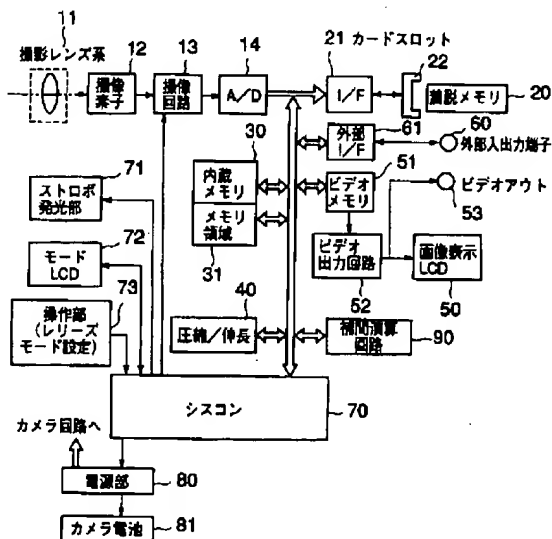 11
撮影レンズ系
12
撮像
素子
13
撮像
回路
14
A/D
21 カードスロット
I/F
22
着脱メモリ
20
外部
I/F
61
60
外部入出力端子
51
ビデオ
メモリ
ビデオアウト
53
30
内蔵
メモリ
メモリ
領域
31
71
ストロボ
発光部
72
モード
LCD
73
操作部
(レリーズ
モード設定)
ビデオ
出力回路
52
画像表示
LCD
50
40
圧縮/伸長
補間演算
回路
90
シスコン
70
カメラ回路へ
電源部
80
カメラ電池
81